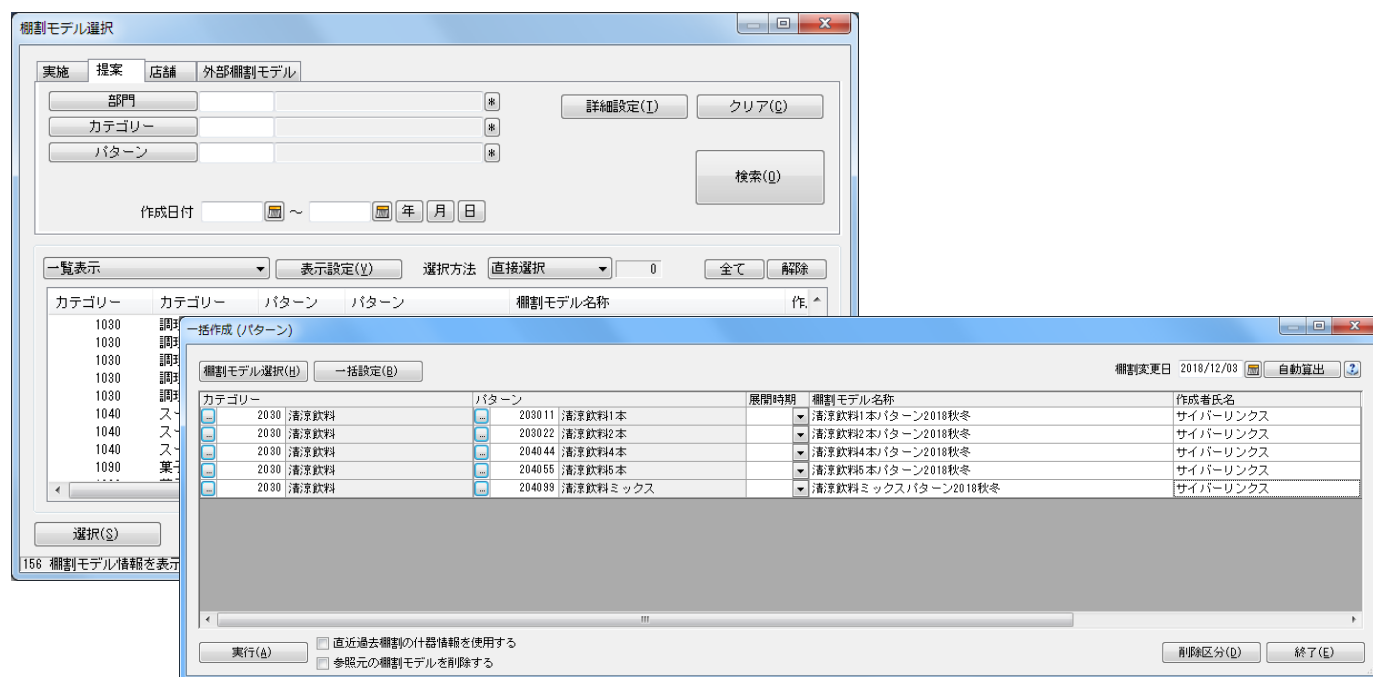 棚割モデル選択
実施 提案 店舗 外部棚割モデル
部門 * 詳細設定(I) クリア(C)
カテゴリー *
パターン *
検索(O)
作成日付 ～ 年 月 日
一覧表示 表示設定(V) 選択方法 直接選択 0 全て 解除
カテゴリー カテゴリー パターン パターン 棚割モデル名称 作.
1030 調
1030 調
1030 調
1030 調
1030 調
1040 ス
1040 ス
1040 ス
1090 菓
選択(S)
156 棚割モデル情報を表示
一括作成 (パターン)
棚割モデル選択(H) 一括設定(B) 棚割変更日 2018/12/03 自動算出 ?
カテゴリー パターン 展開時期 棚割モデル名称 作成者氏名
... 2030 清涼飲料 ... 203011 清涼飲料1本 清涼飲料1本パターン2018秋冬 サイバーリンクス
... 2030 清涼飲料 ... 203022 清涼飲料2本 清涼飲料2本パターン2018秋冬 サイバーリンクス
... 2030 清涼飲料 ... 204044 清涼飲料4本 清涼飲料4本パターン2018秋冬 サイバーリンクス
... 2030 清涼飲料 ... 204055 清涼飲料5本 清涼飲料5本パターン2018秋冬 サイバーリンクス
... 2030 清涼飲料 ... 204099 清涼飲料ミックス 清涼飲料ミックスパターン2018秋冬 サイバーリンクス
実行(A) 直近過去棚割の什器情報を使用する
参照元の棚割モデルを削除する
削除区分(D) 終了(E)